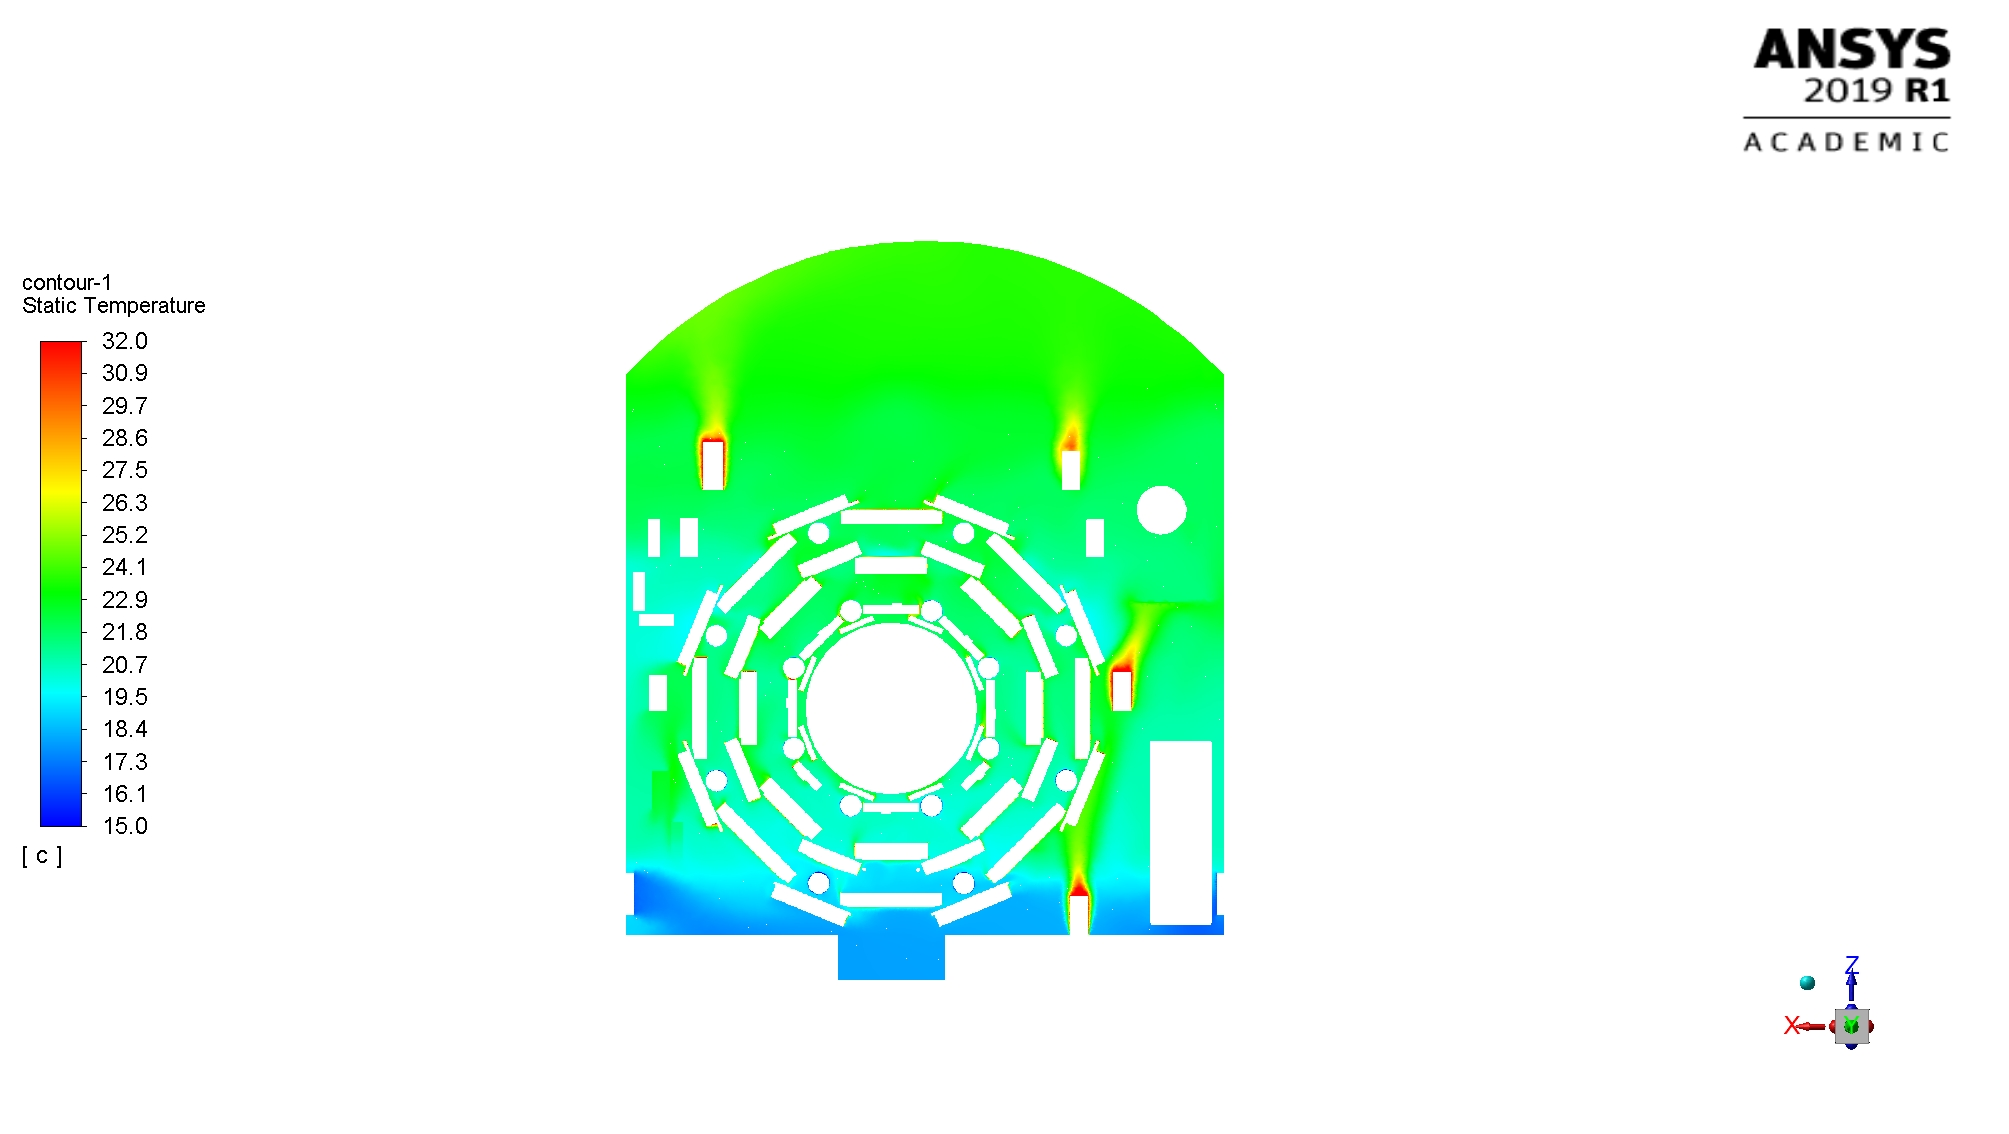 ANSYS
2019 R1
ACADEMIC
contour-1
Static Temperature
32.0
30.9
29.7
28.6
27.5
26.3
25.2
24.1
22.9
21.8
20.7
19.5
18.4
17.3
16.1
15.0
[ c ]
Z
X